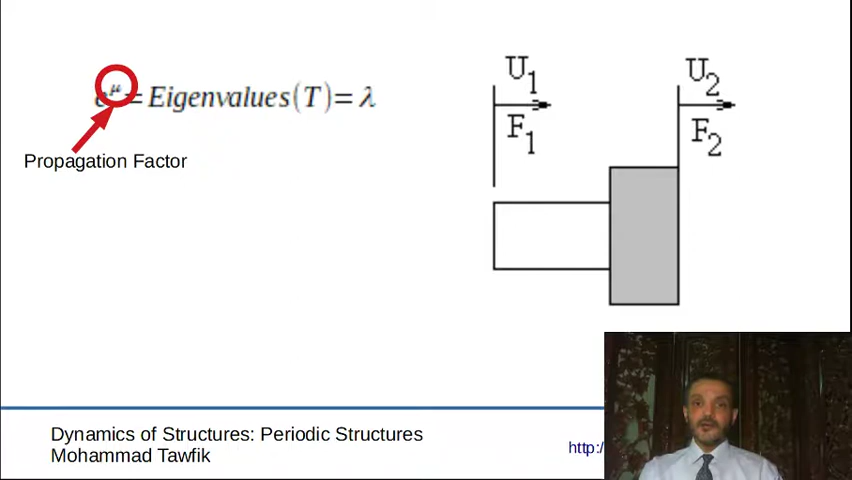 e^μ = Eigenvalues(T) = λ
Propagation Factor
U1
F1
U2
F2
Dynamics of Structures: Periodic Structures
Mohammad Tawfik
http:/